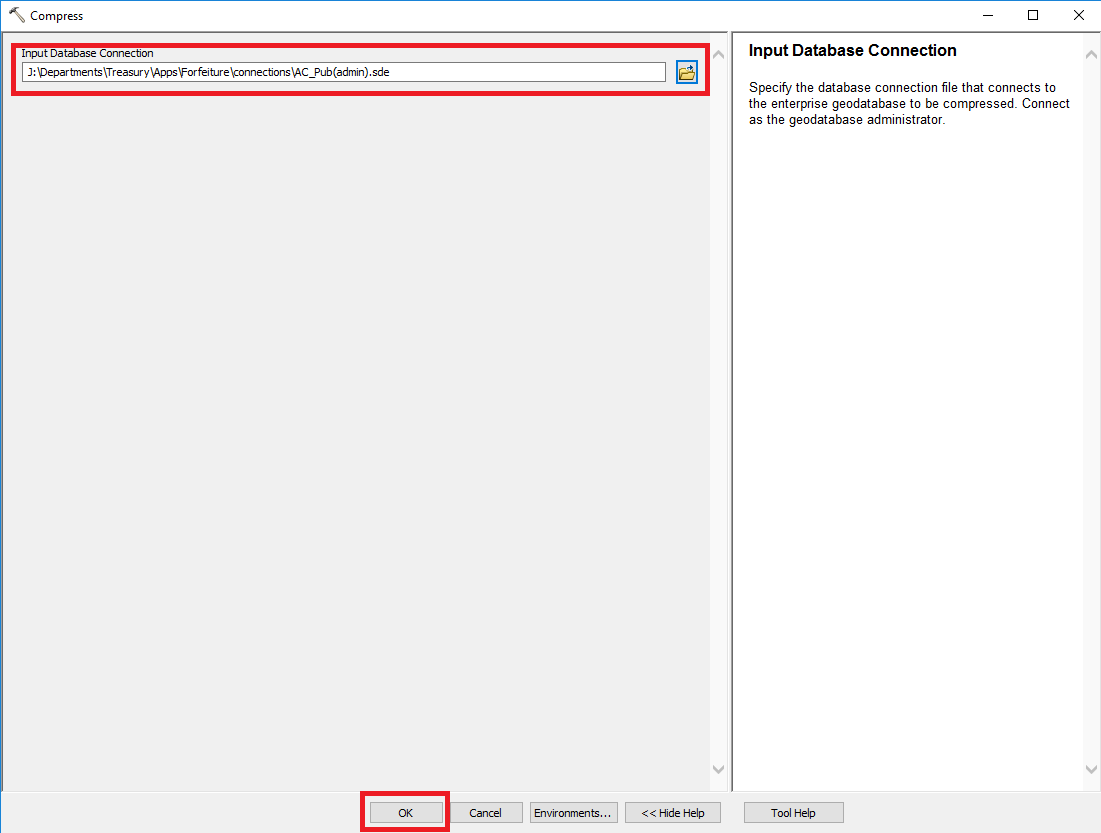 Compress
Input Database Connection
J:\Departments\Treasury\Apps\Forfeiture\connections\AC_Pub(admin).sde
Input Database Connection
Specify the database connection file that connects to
the enterprise geodatabase to be compressed. Connect
as the geodatabase administrator.
OK
Cancel
Environments...
<< Hide Help
Tool Help